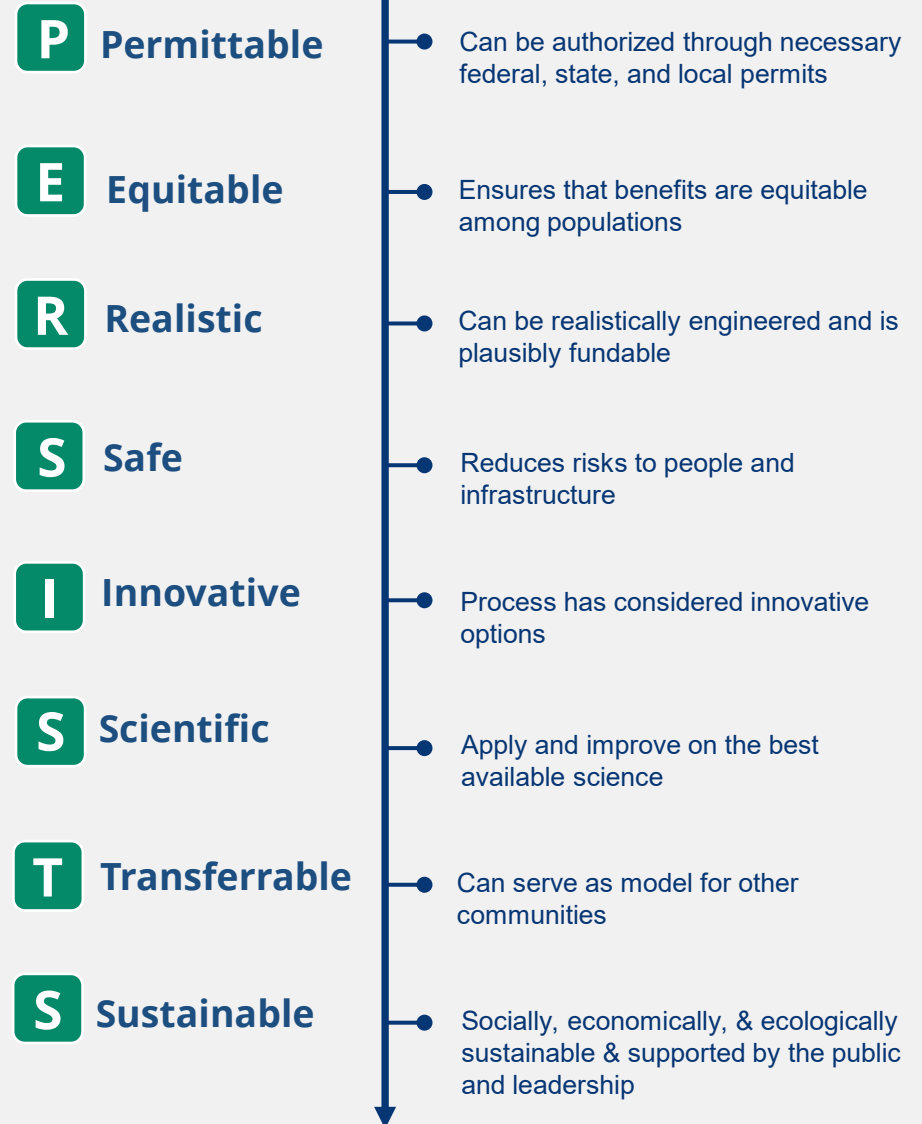 P Permittable
Can be authorized through necessary
federal, state, and local permits
E Equitable
Ensures that benefits are equitable
among populations
R Realistic
Can be realistically engineered and is
plausibly fundable
S Safe
Reduces risks to people and
infrastructure
I Innovative
Process has considered innovative
options
S Scientific
Apply and improve on the best
available science
T Transferrable
Can serve as model for other
communities
S Sustainable
Socially, economically, & ecologically
sustainable & supported by the public
and leadership